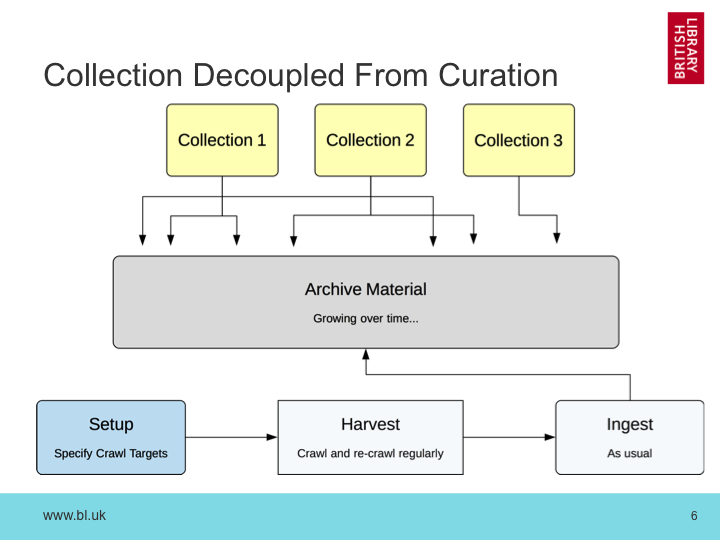 BRITISH
LIBRARY
Collection Decoupled From Curation
Collection 1
Collection 2
Collection 3
Archive Material
Growing over time...
Setup
Specify Crawl Targets
Harvest
Crawl and re-crawl regularly
Ingest
As usual
www.bl.uk
6